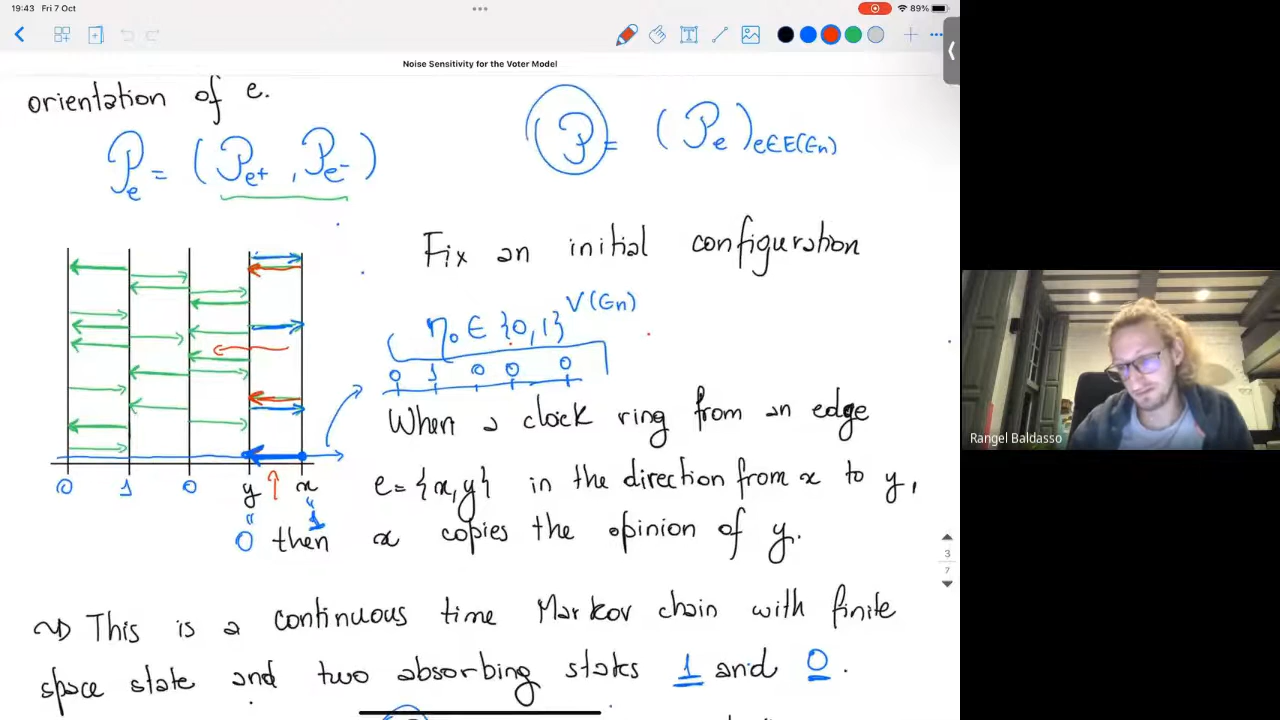 19:43 Fri 7 Oct
89%
Noise Sensitivity for the Voter Model
orientation of e.
𝒫e = (𝒫e+, 𝒫e-)
𝒫 = (𝒫e)e∈E(Gn)
Fix an initial configuration
η0 ∈ {0,1}^V(Gn)
0 1 0 0 0
When a clock ring from an edge
e = {x,y} in the direction from x to y,
0 1 0 y x
" "
0 1
then x copies the opinion of y.
3
7
Rangel Baldasso
~> This is a continuous time Markov chain with finite
space state and two absorbing states 1 and 0.